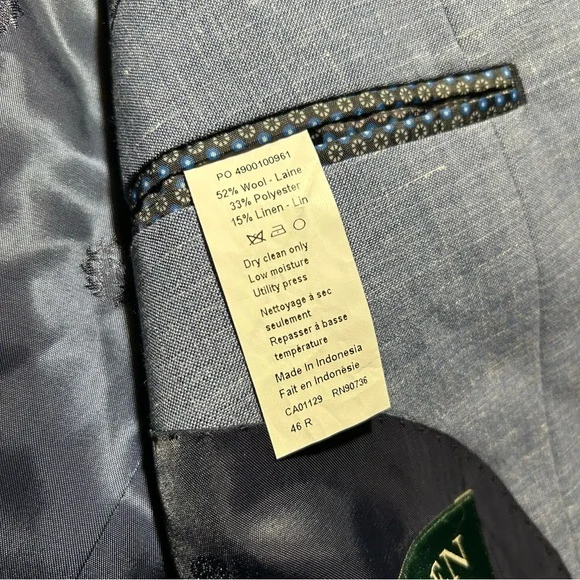 PO 4900100961
52% Wool - Laine
33% Polyester
15% Linen - Lin
Dry clean only
Low moisture
Utility press
Nettoyage à sec
seulement
Repasser à basse
température
Made In Indonesia
Fait en Indonésie
CA01129 RN90736
46 R